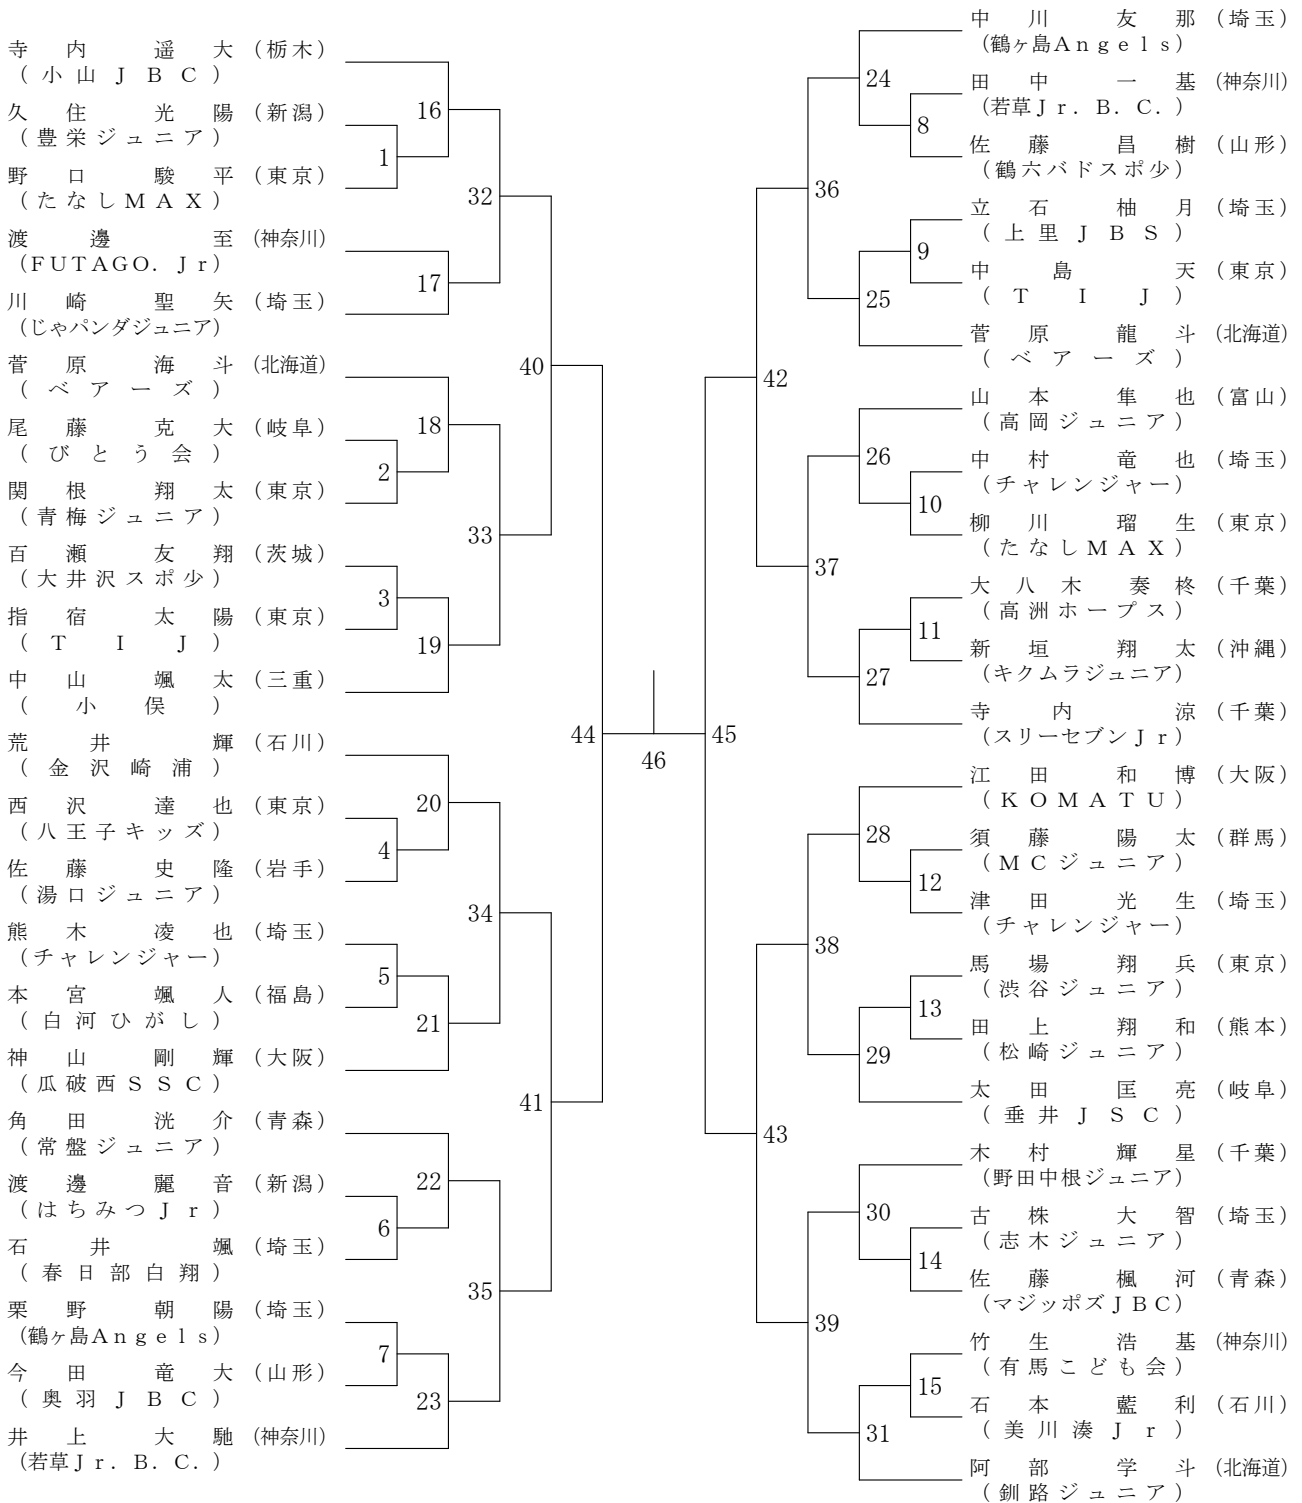 寺内 遥大 (栃木)
(小山ＪＢＣ)
16
久住 光陽 (新潟)
(豊栄ジュニア)
1
野口 駿平 (東京)
(たなしＭＡＸ)
32
渡邊 至 (神奈川)
(FUTAGO. Ｊｒ)
17
川崎 聖矢 (埼玉)
(じゃパンダジュニア)
40
菅原 海斗 (北海道)
(ベアーズ)
18
尾藤 克大 (岐阜)
(びとう会)
2
関根 翔太 (東京)
(青梅ジュニア)
33
百瀬 友翔 (茨城)
(大井沢スポ少)
3
指宿 太陽 (東京)
(ＴＩＪ)
19
中山 颯太 (三重)
(小俣)
44
荒井 輝 (石川)
(金沢崎浦)
20
西沢 達也 (東京)
(八王子キッズ)
4
佐藤 史隆 (岩手)
(湯口ジュニア)
34
熊木 凌也 (埼玉)
(チャレンジャー)
5
本宮 颯人 (福島)
(白河ひがし)
21
神山 剛輝 (大阪)
(瓜破西ＳＳＣ)
41
角田 洸介 (青森)
(常盤ジュニア)
22
渡邊 麗音 (新潟)
(はちみつＪｒ)
6
石井 颯 (埼玉)
(春日部白翔)
35
栗野 朝陽 (埼玉)
(鶴ヶ島Ａｎｇｅｌｓ)
7
今田 竜大 (山形)
(奥羽ＪＢＣ)
23
井上 大馳 (神奈川)
(若草Ｊｒ．Ｂ．Ｃ．)
46
中川 友那 (埼玉)
(鶴ヶ島Ａｎｇｅｌｓ)
24
田中 一基 (神奈川)
(若草Ｊｒ．Ｂ．Ｃ．)
8
佐藤 昌樹 (山形)
(鶴六バドスポ少)
36
立石 柚月 (埼玉)
(上里ＪＢＳ)
9
中島 天 (東京)
(ＴＩＪ)
25
菅原 龍斗 (北海道)
(ベアーズ)
42
山本 隼也 (富山)
(高岡ジュニア)
26
中村 竜也 (埼玉)
(チャレンジャー)
10
柳川 瑠生 (東京)
(たなしＭＡＸ)
37
大八木 奏柊 (千葉)
(高洲ホープス)
11
新垣 翔太 (沖縄)
(キクムラジュニア)
27
寺内 涼 (千葉)
(スリーセブンＪｒ)
45
江田 和博 (大阪)
(ＫＯＭＡＴＵ)
28
須藤 陽太 (群馬)
(ＭＣジュニア)
12
津田 光生 (埼玉)
(チャレンジャー)
38
馬場 翔兵 (東京)
(渋谷ジュニア)
13
田上 翔和 (熊本)
(松崎ジュニア)
29
太田 匡亮 (岐阜)
(垂井ＪＳＣ)
43
木村 輝星 (千葉)
(野田中根ジュニア)
30
古株 大智 (埼玉)
(志木ジュニア)
14
佐藤 楓河 (青森)
(マジッポズＪＢＣ)
39
竹生 浩基 (神奈川)
(有馬こども会)
15
石本 藍利 (石川)
(美川湊Ｊｒ)
31
阿部 学斗 (北海道)
(釧路ジュニア)